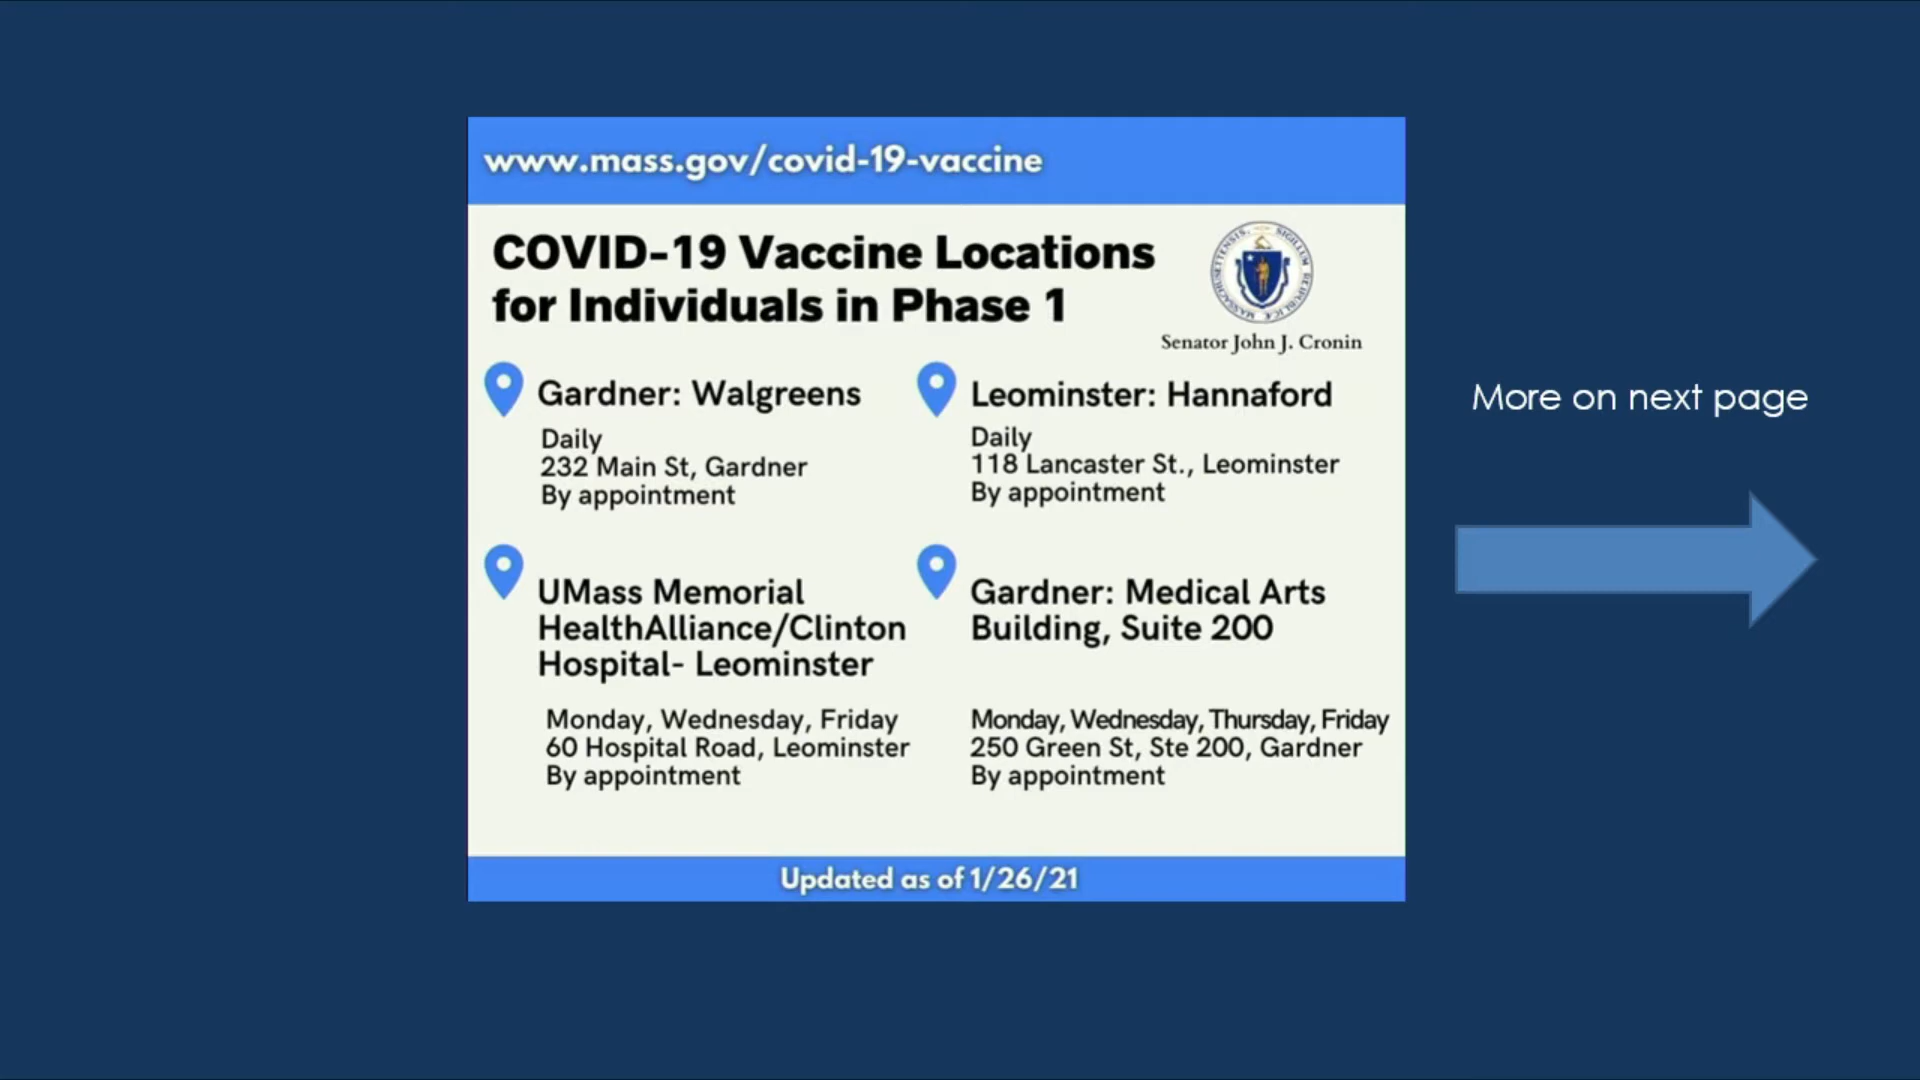 www.mass.gov/covid-19-vaccine
COVID-19 Vaccine Locations
for Individuals in Phase 1
Senator John J. Cronin
Gardner: Walgreens
Daily
232 Main St, Gardner
By appointment
Leominster: Hannaford
Daily
118 Lancaster St., Leominster
By appointment
UMass Memorial
HealthAlliance/Clinton
Hospital- Leominster
Monday, Wednesday, Friday
60 Hospital Road, Leominster
By appointment
Gardner: Medical Arts
Building, Suite 200
Monday, Wednesday, Thursday, Friday
250 Green St, Ste 200, Gardner
By appointment
Updated as of 1/26/21
More on next page